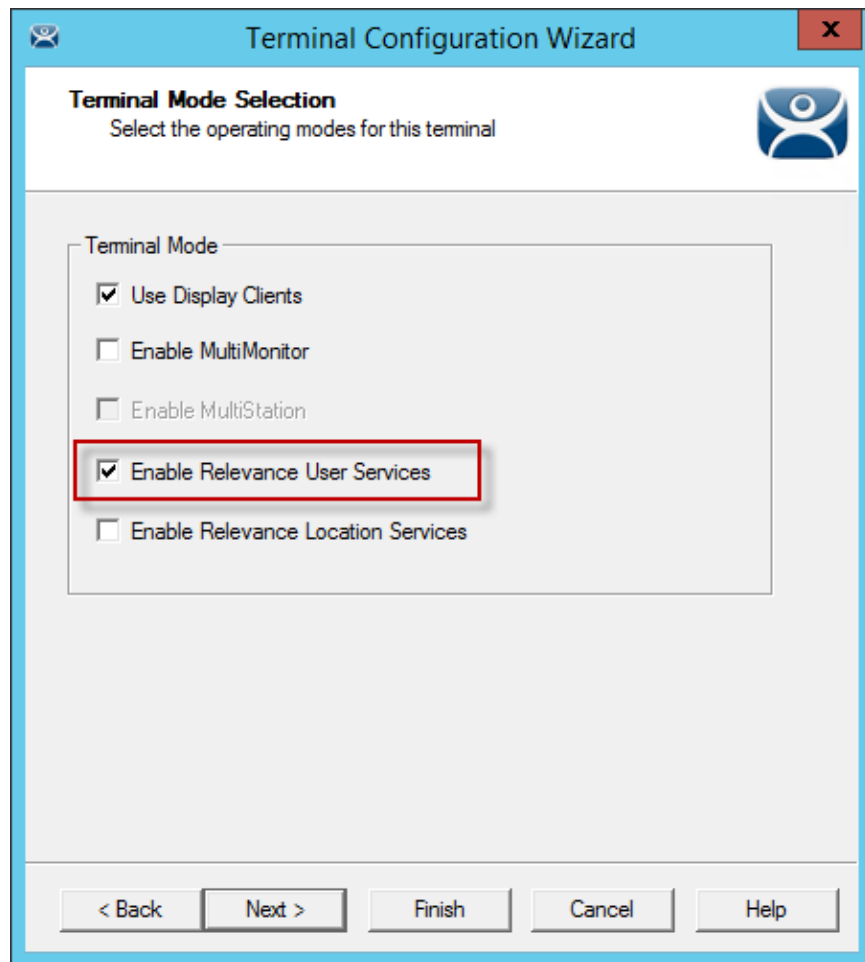 Terminal Configuration Wizard
x
Terminal Mode Selection
Select the operating modes for this terminal
Terminal Mode
Use Display Clients
Enable MultiMonitor
Enable MultiStation
Enable Relevance User Services
Enable Relevance Location Services
< Back Next > Finish Cancel Help